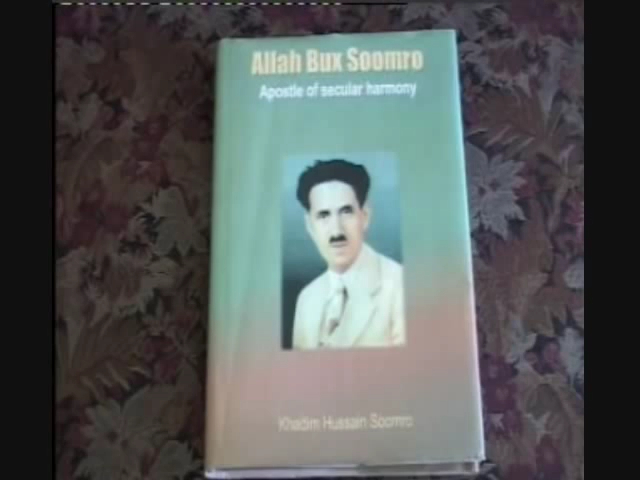 Allah Bux Soomro
Apostle of secular harmony
Khadim Hussain Soomro